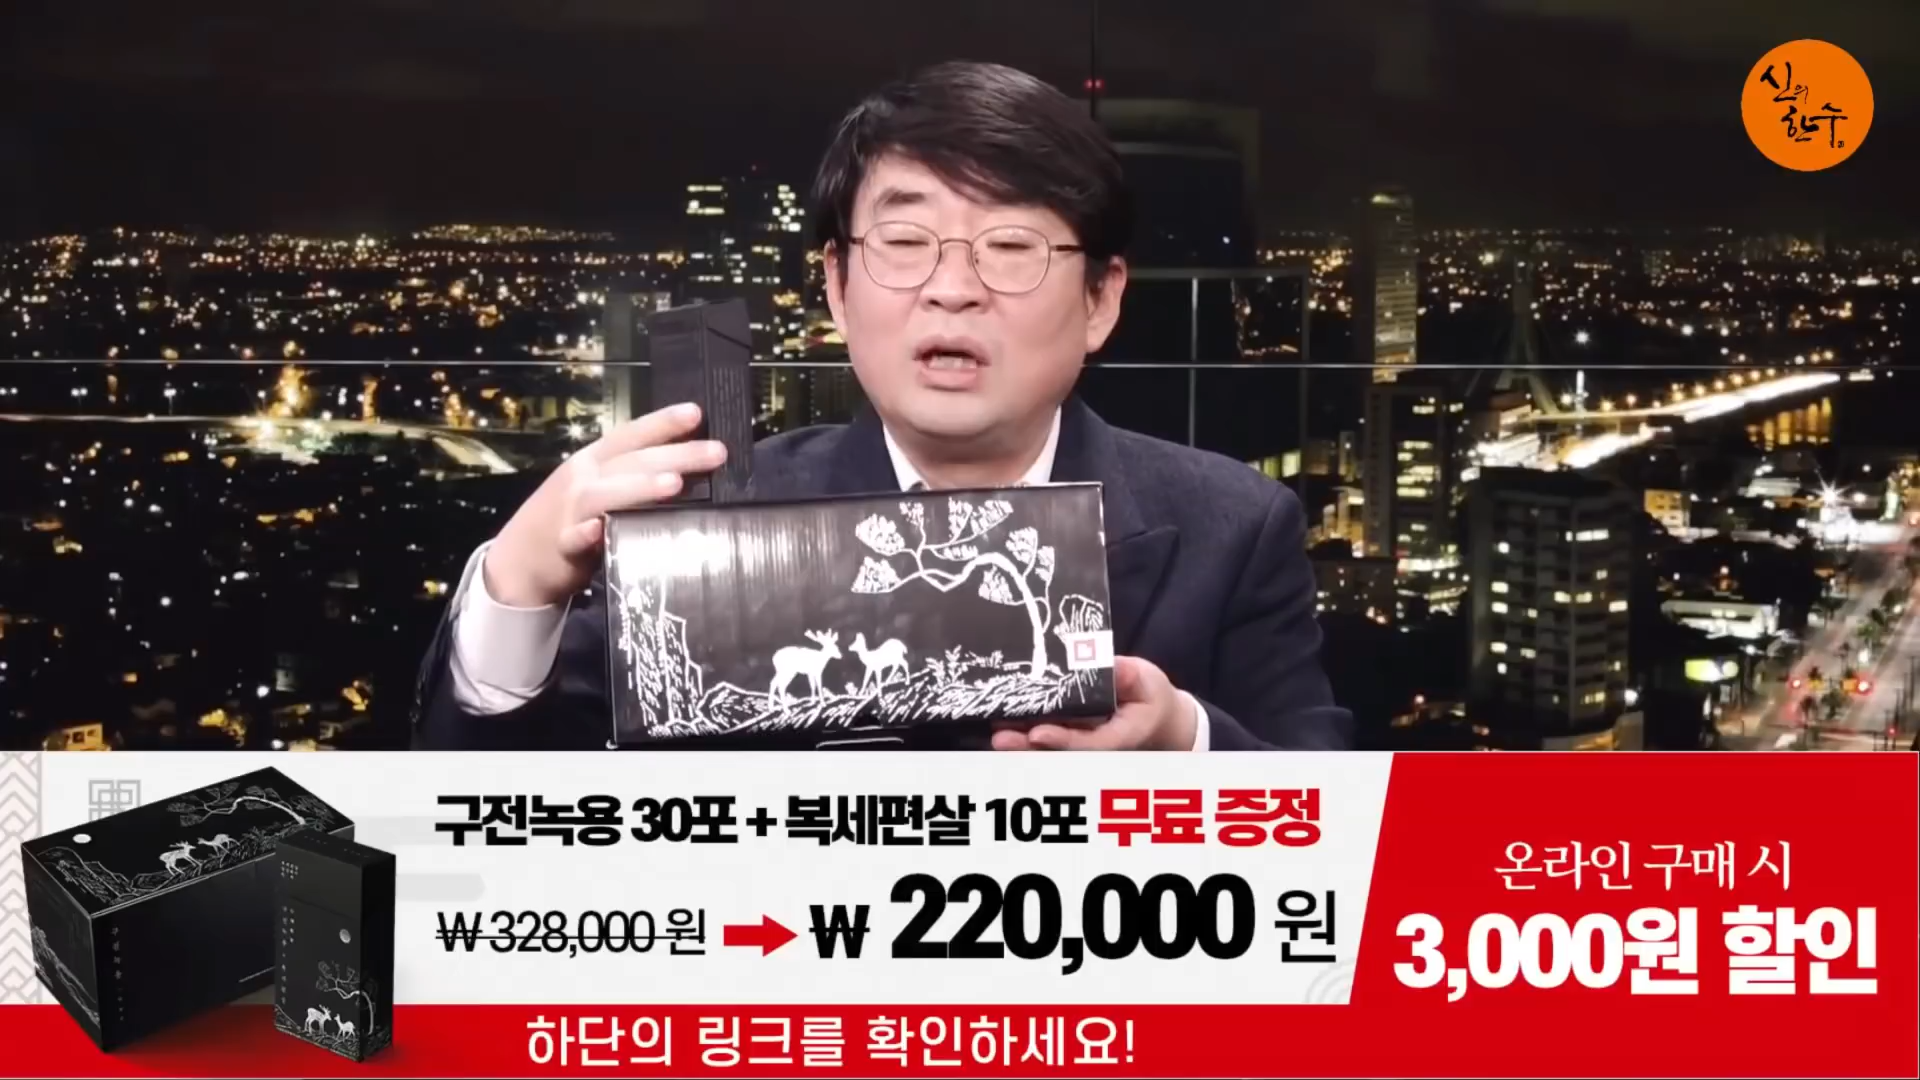 신의
한수
구전녹용 30포 + 복세편살 10포 무료 증정
₩ 328,000 원 ₩ 220,000 원
온라인 구매 시
3,000원 할인
하단의 링크를 확인하세요!